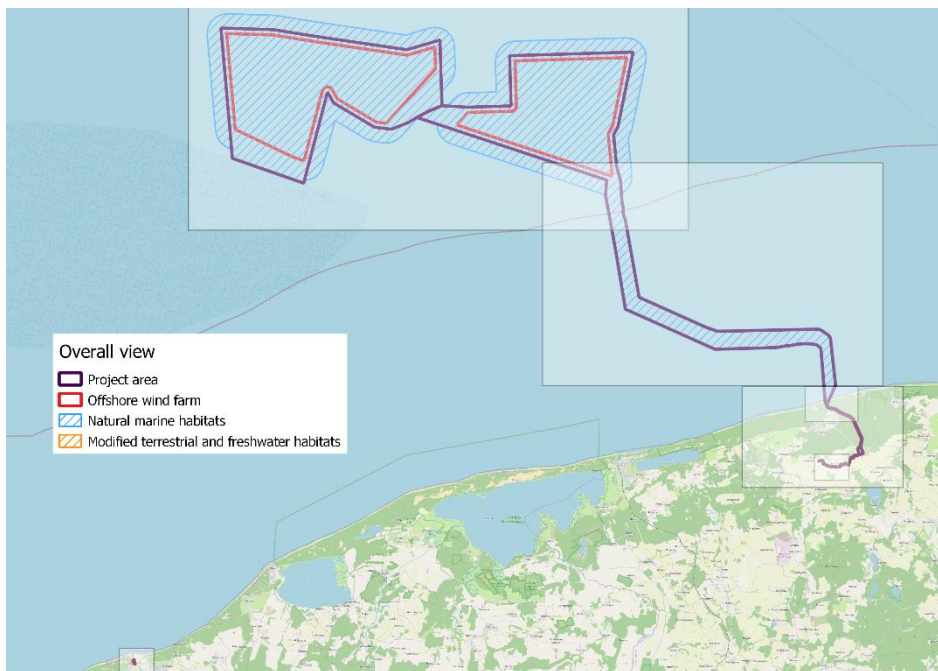 Overall view
Project area
Offshore wind farm
Natural marine habitats
Modified terrestrial and freshwater habitats